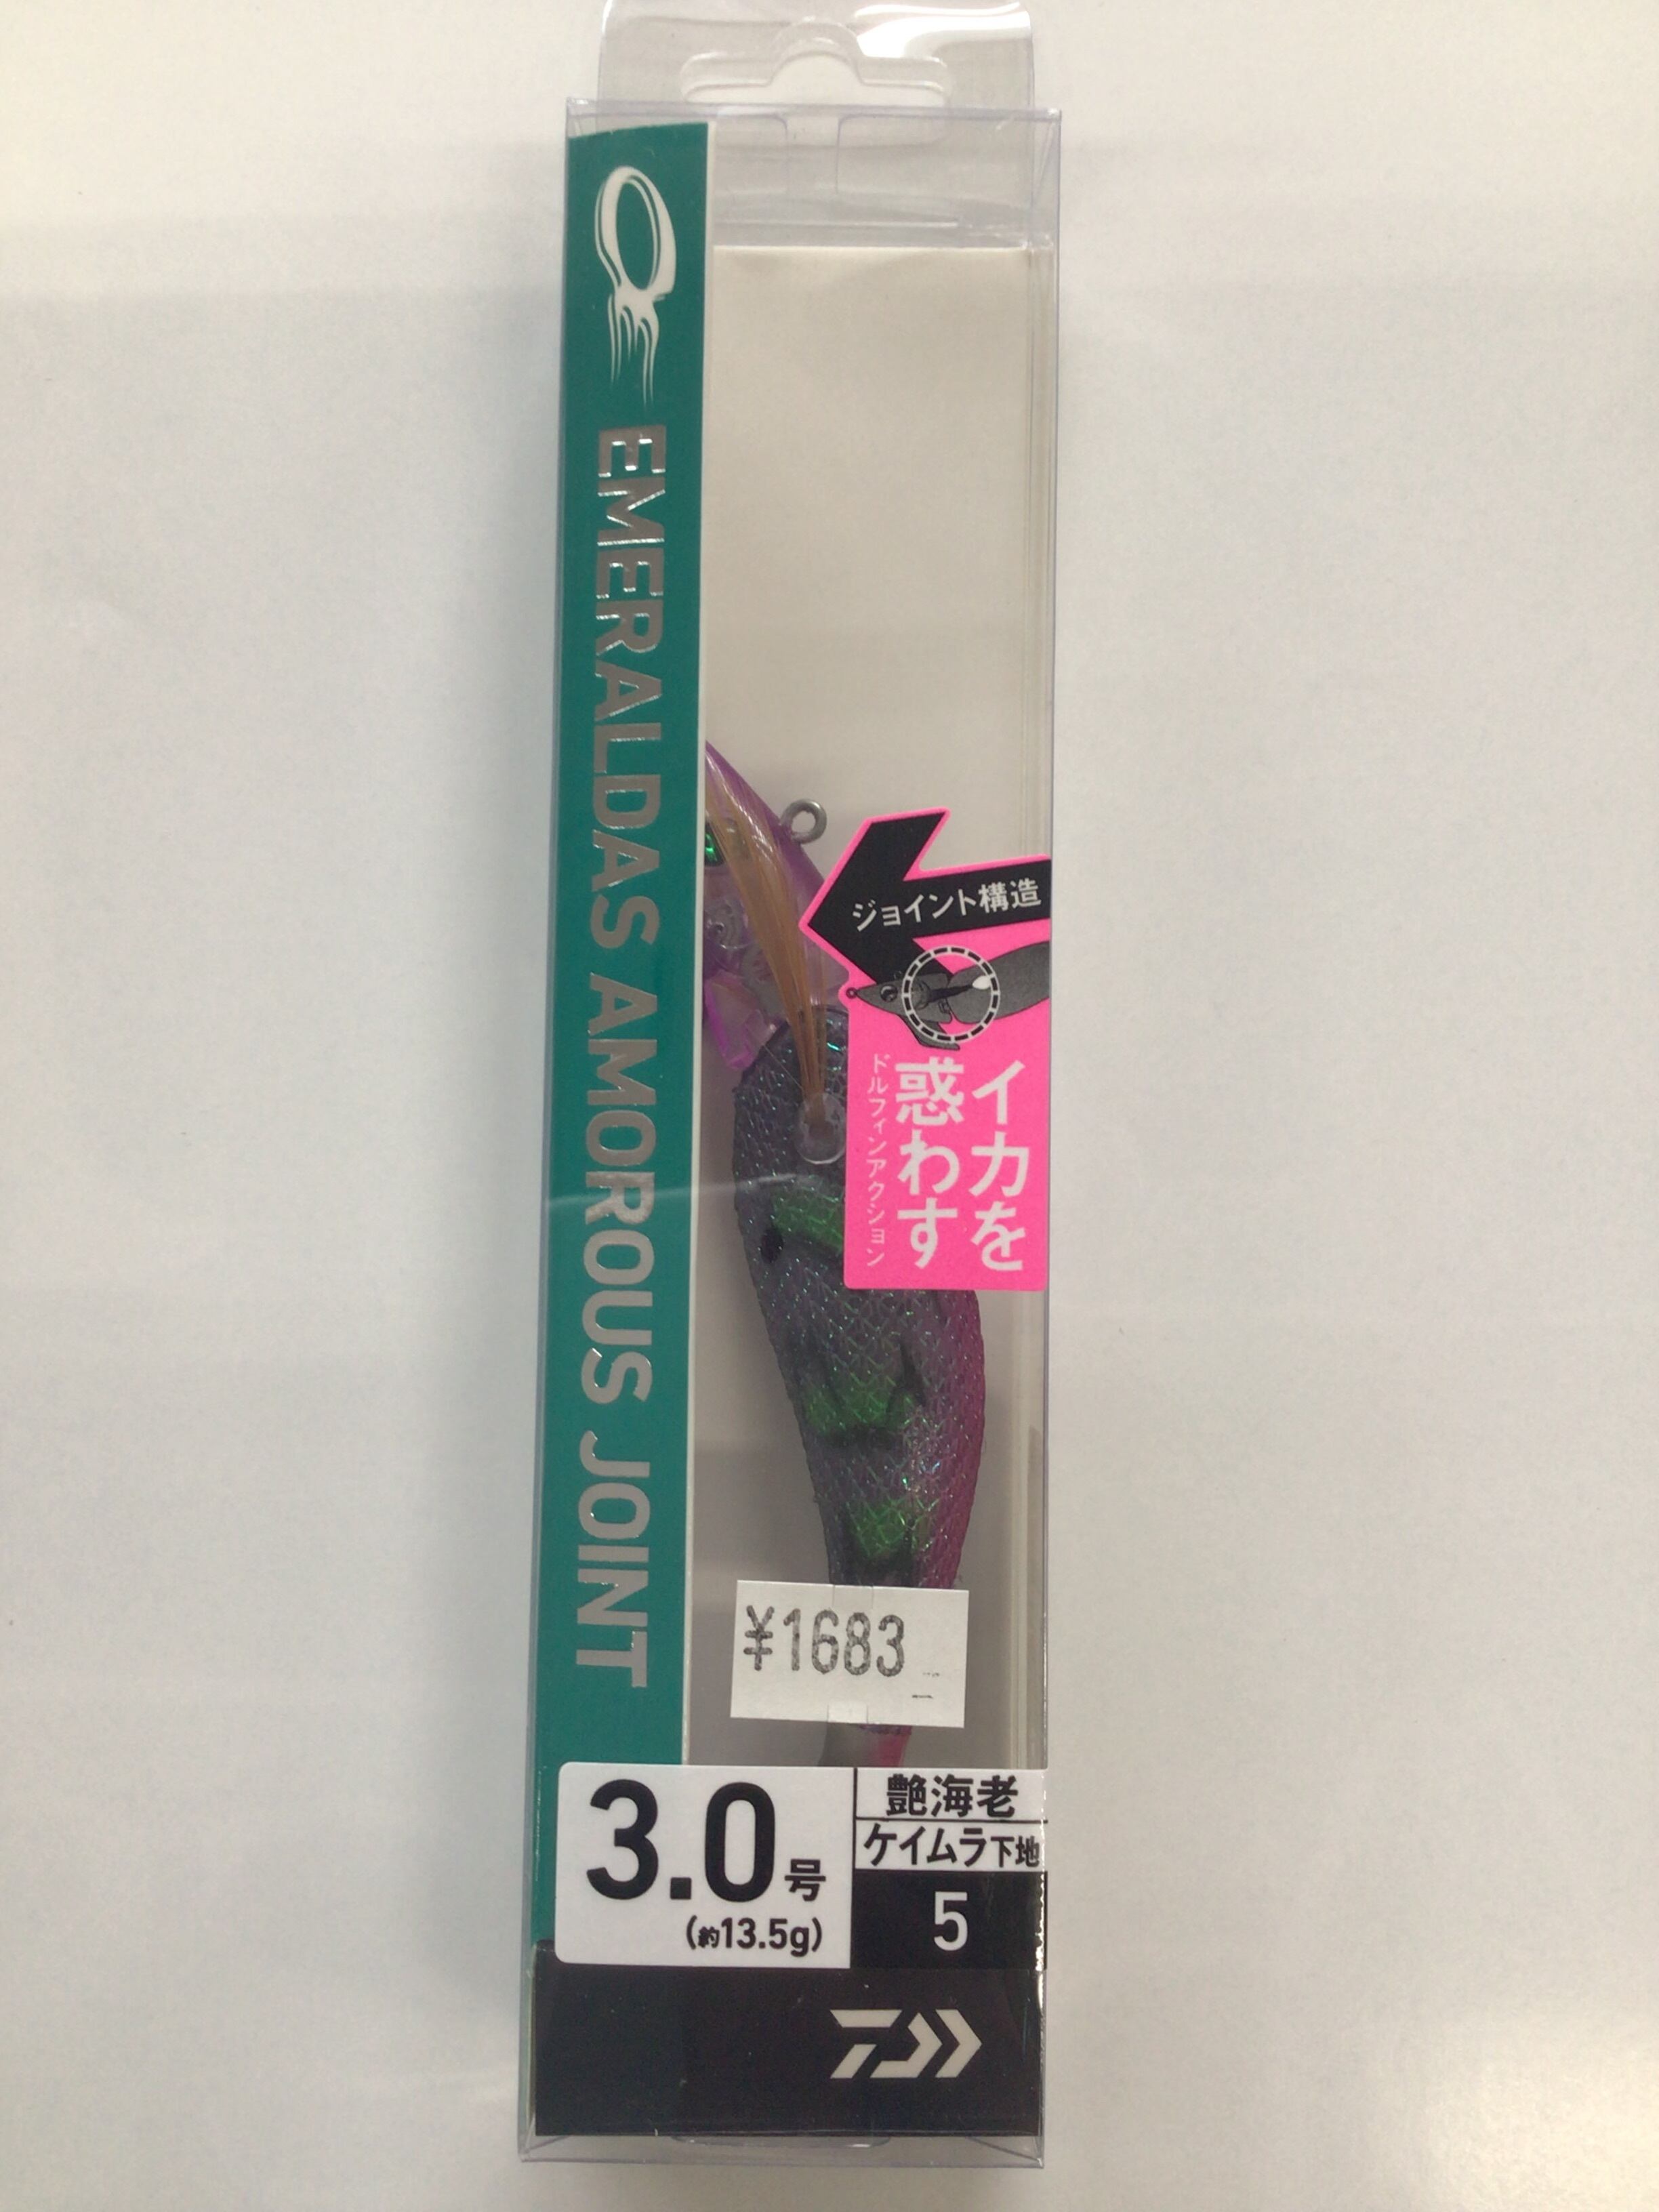 EMERALDAS AMOROUS JOINT
ジョイント構造
イカを
惑わす
ドルフィンアクション
¥1683
3.0号
(約13.5g)
艶海老
ケイムラ下地
5